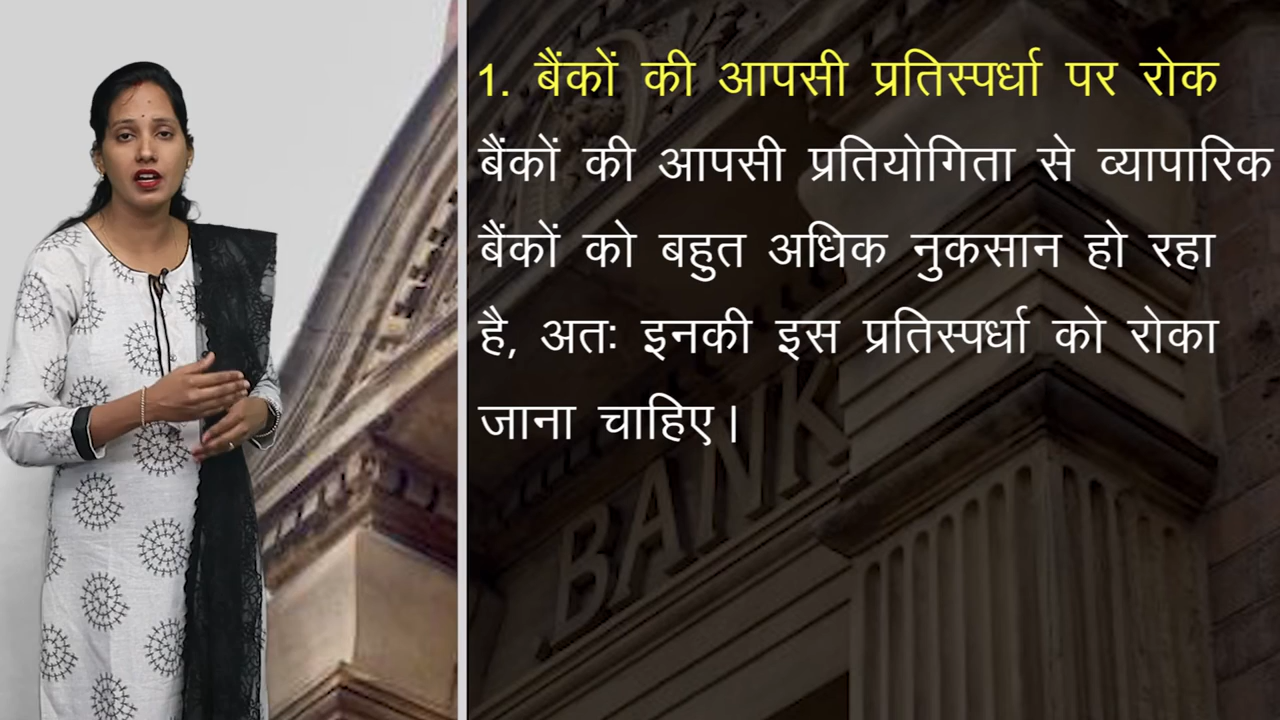 1. बैंकों की आपसी प्रतिस्पर्धा पर रोक
बैंकों की आपसी प्रतियोगिता से व्यापारिक
बैंकों को बहुत अधिक नुकसान हो रहा
है, अतः इनकी इस प्रतिस्पर्धा को रोका
जाना चाहिए।
BANK